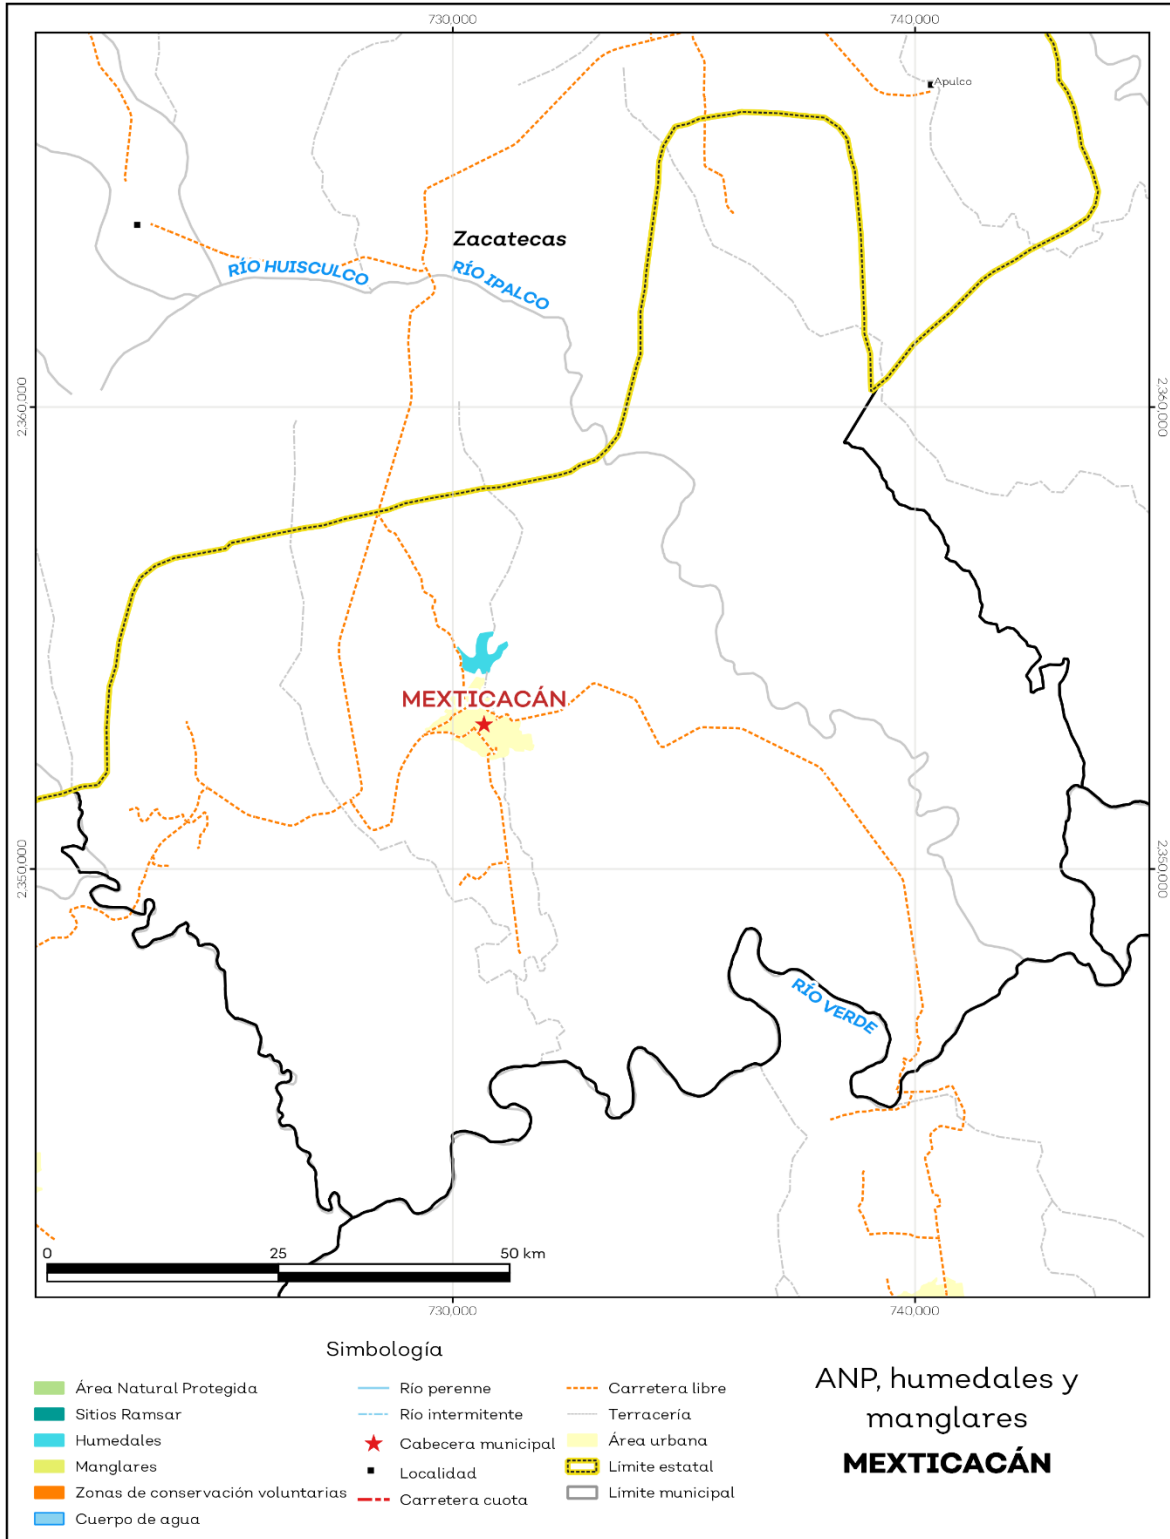 730,000
740,000
Apulco
Zacatecas
RÍO HUISCULCO
RÍO IPALCO
2,360,000
2,360,000
MEXTICACÁN
2,350,000
2,350,000
RÍO VERDE
0 25 50 km
730,000
740,000
Simbología
Área Natural Protegida
Sitios Ramsar
Humedales
Manglares
Zonas de conservación voluntarias
Cuerpo de agua
Río perenne
Río intermitente
Cabecera municipal
Localidad
Carretera cuota
Carretera libre
Terracería
Área urbana
Límite estatal
Límite municipal
ANP, humedales y
manglares
MEXTICACÁN